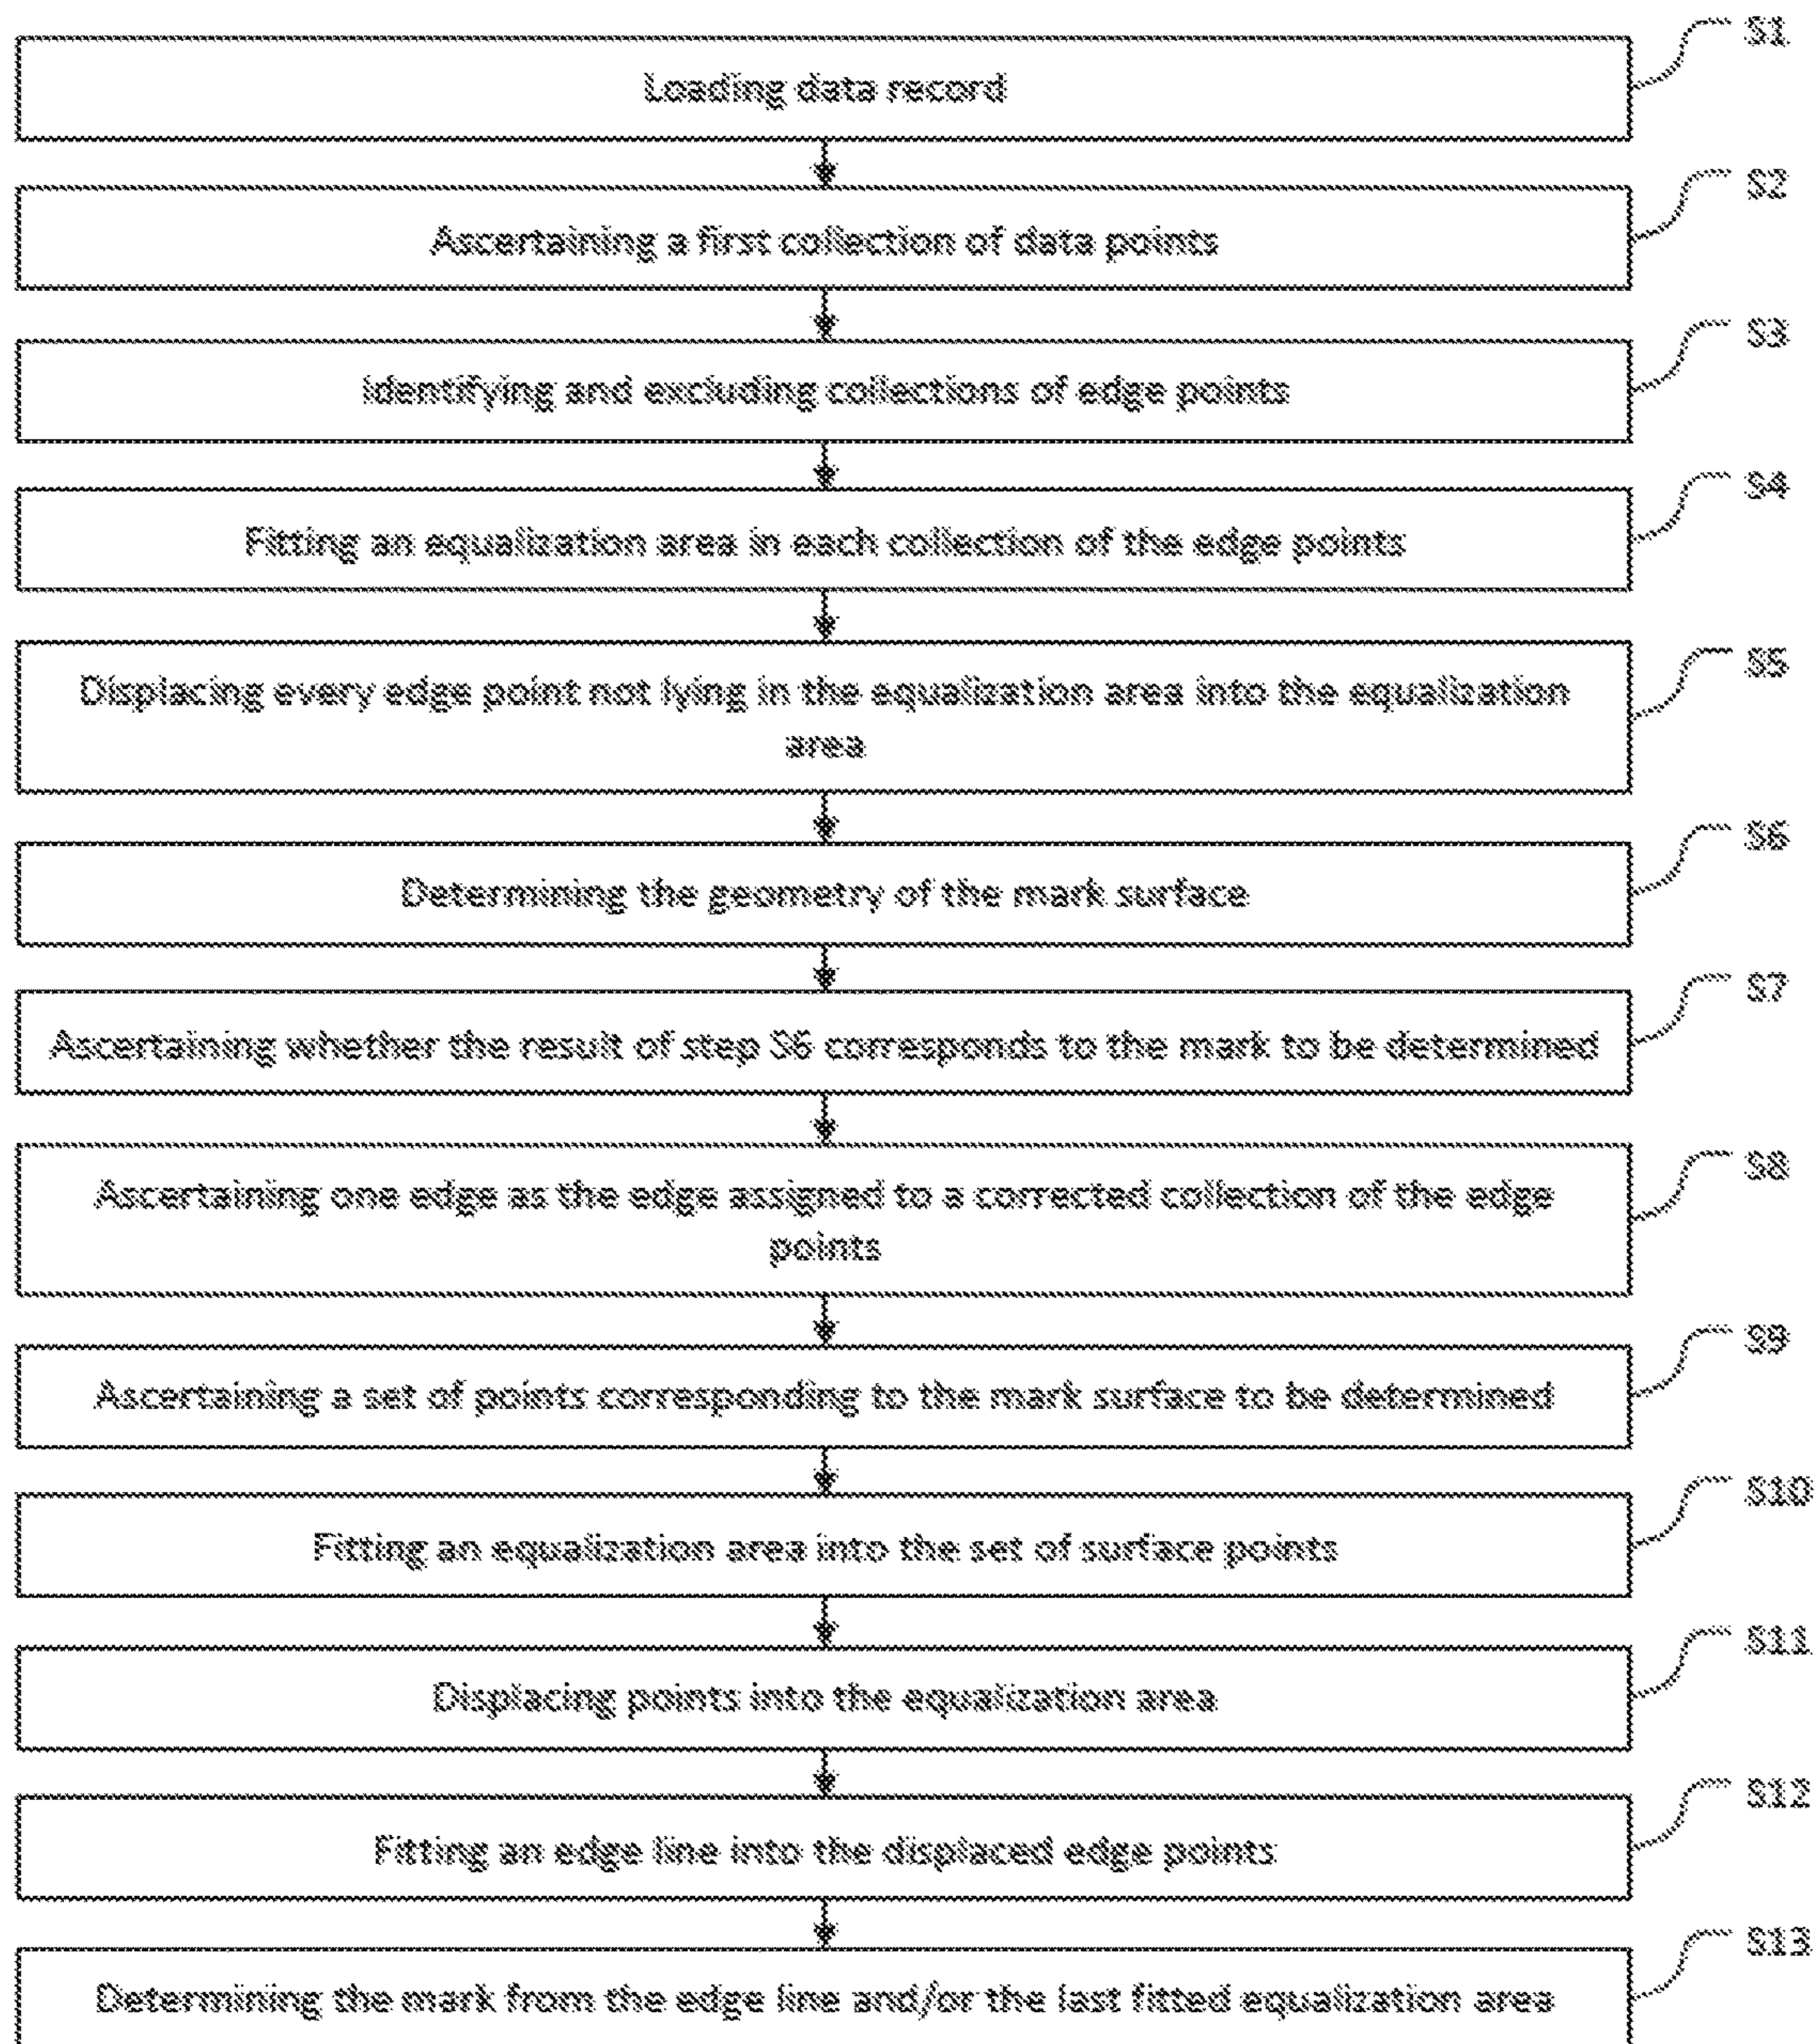 S1
Loading data record
S2
Ascertaining a first collection of data points
S3
Identifying and excluding collections of edge points
S4
Fitting an equalization area in each collection of the edge points
S5
Displacing every edge point not lying in the equalization
area
S6
Determining the geometry of the mark surface
S7
Ascertaining whether the result of step S6 corresponds to the mark to be determined
S8
Ascertaining one edge as the edge assigned to a corrected collection of the edge
points
S9
Ascertaining a set of points corresponding to the mark surface to be determined
S10
Fitting an equalization area into the set of surface points
S11
Displacing points into the equalization area
S12
Fitting an edge line into the displaced edge points
S13
Determining the mark from the edge line and/or the last fitted equalization area